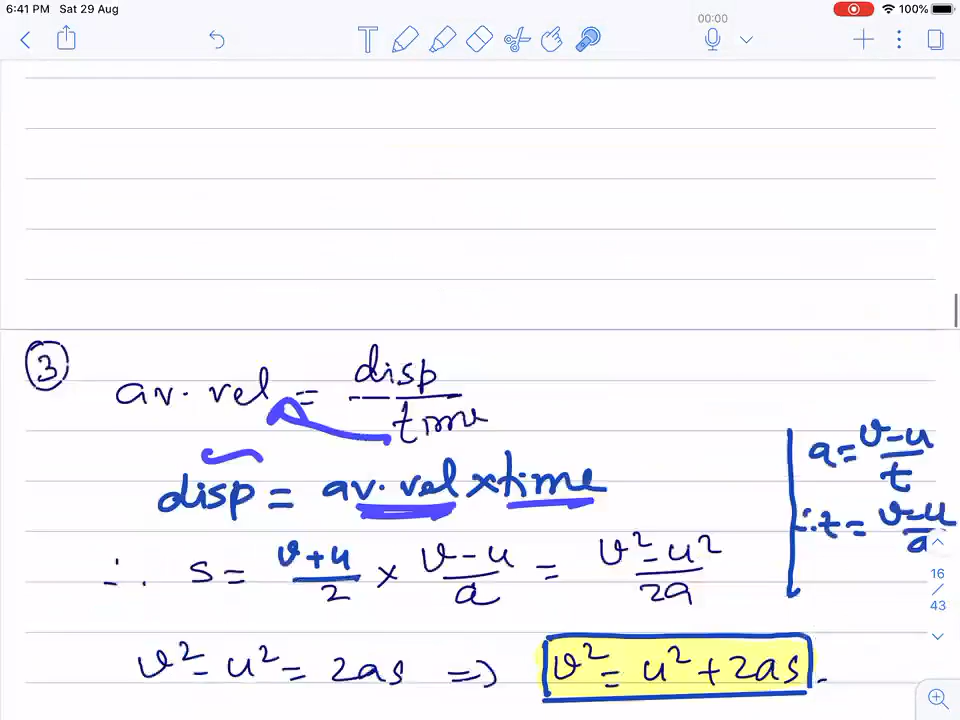 6:41 PM Sat 29 Aug
100%
00:00
T
③
av. vel = disp/time
disp = av. vel × time
a = v-u/t
∴ t = v-u/a
∴ s = v+u/2 × v-u/a = v²-u²/2a
16
/
43
v²-u² = 2as ⇒ v² = u² + 2as.